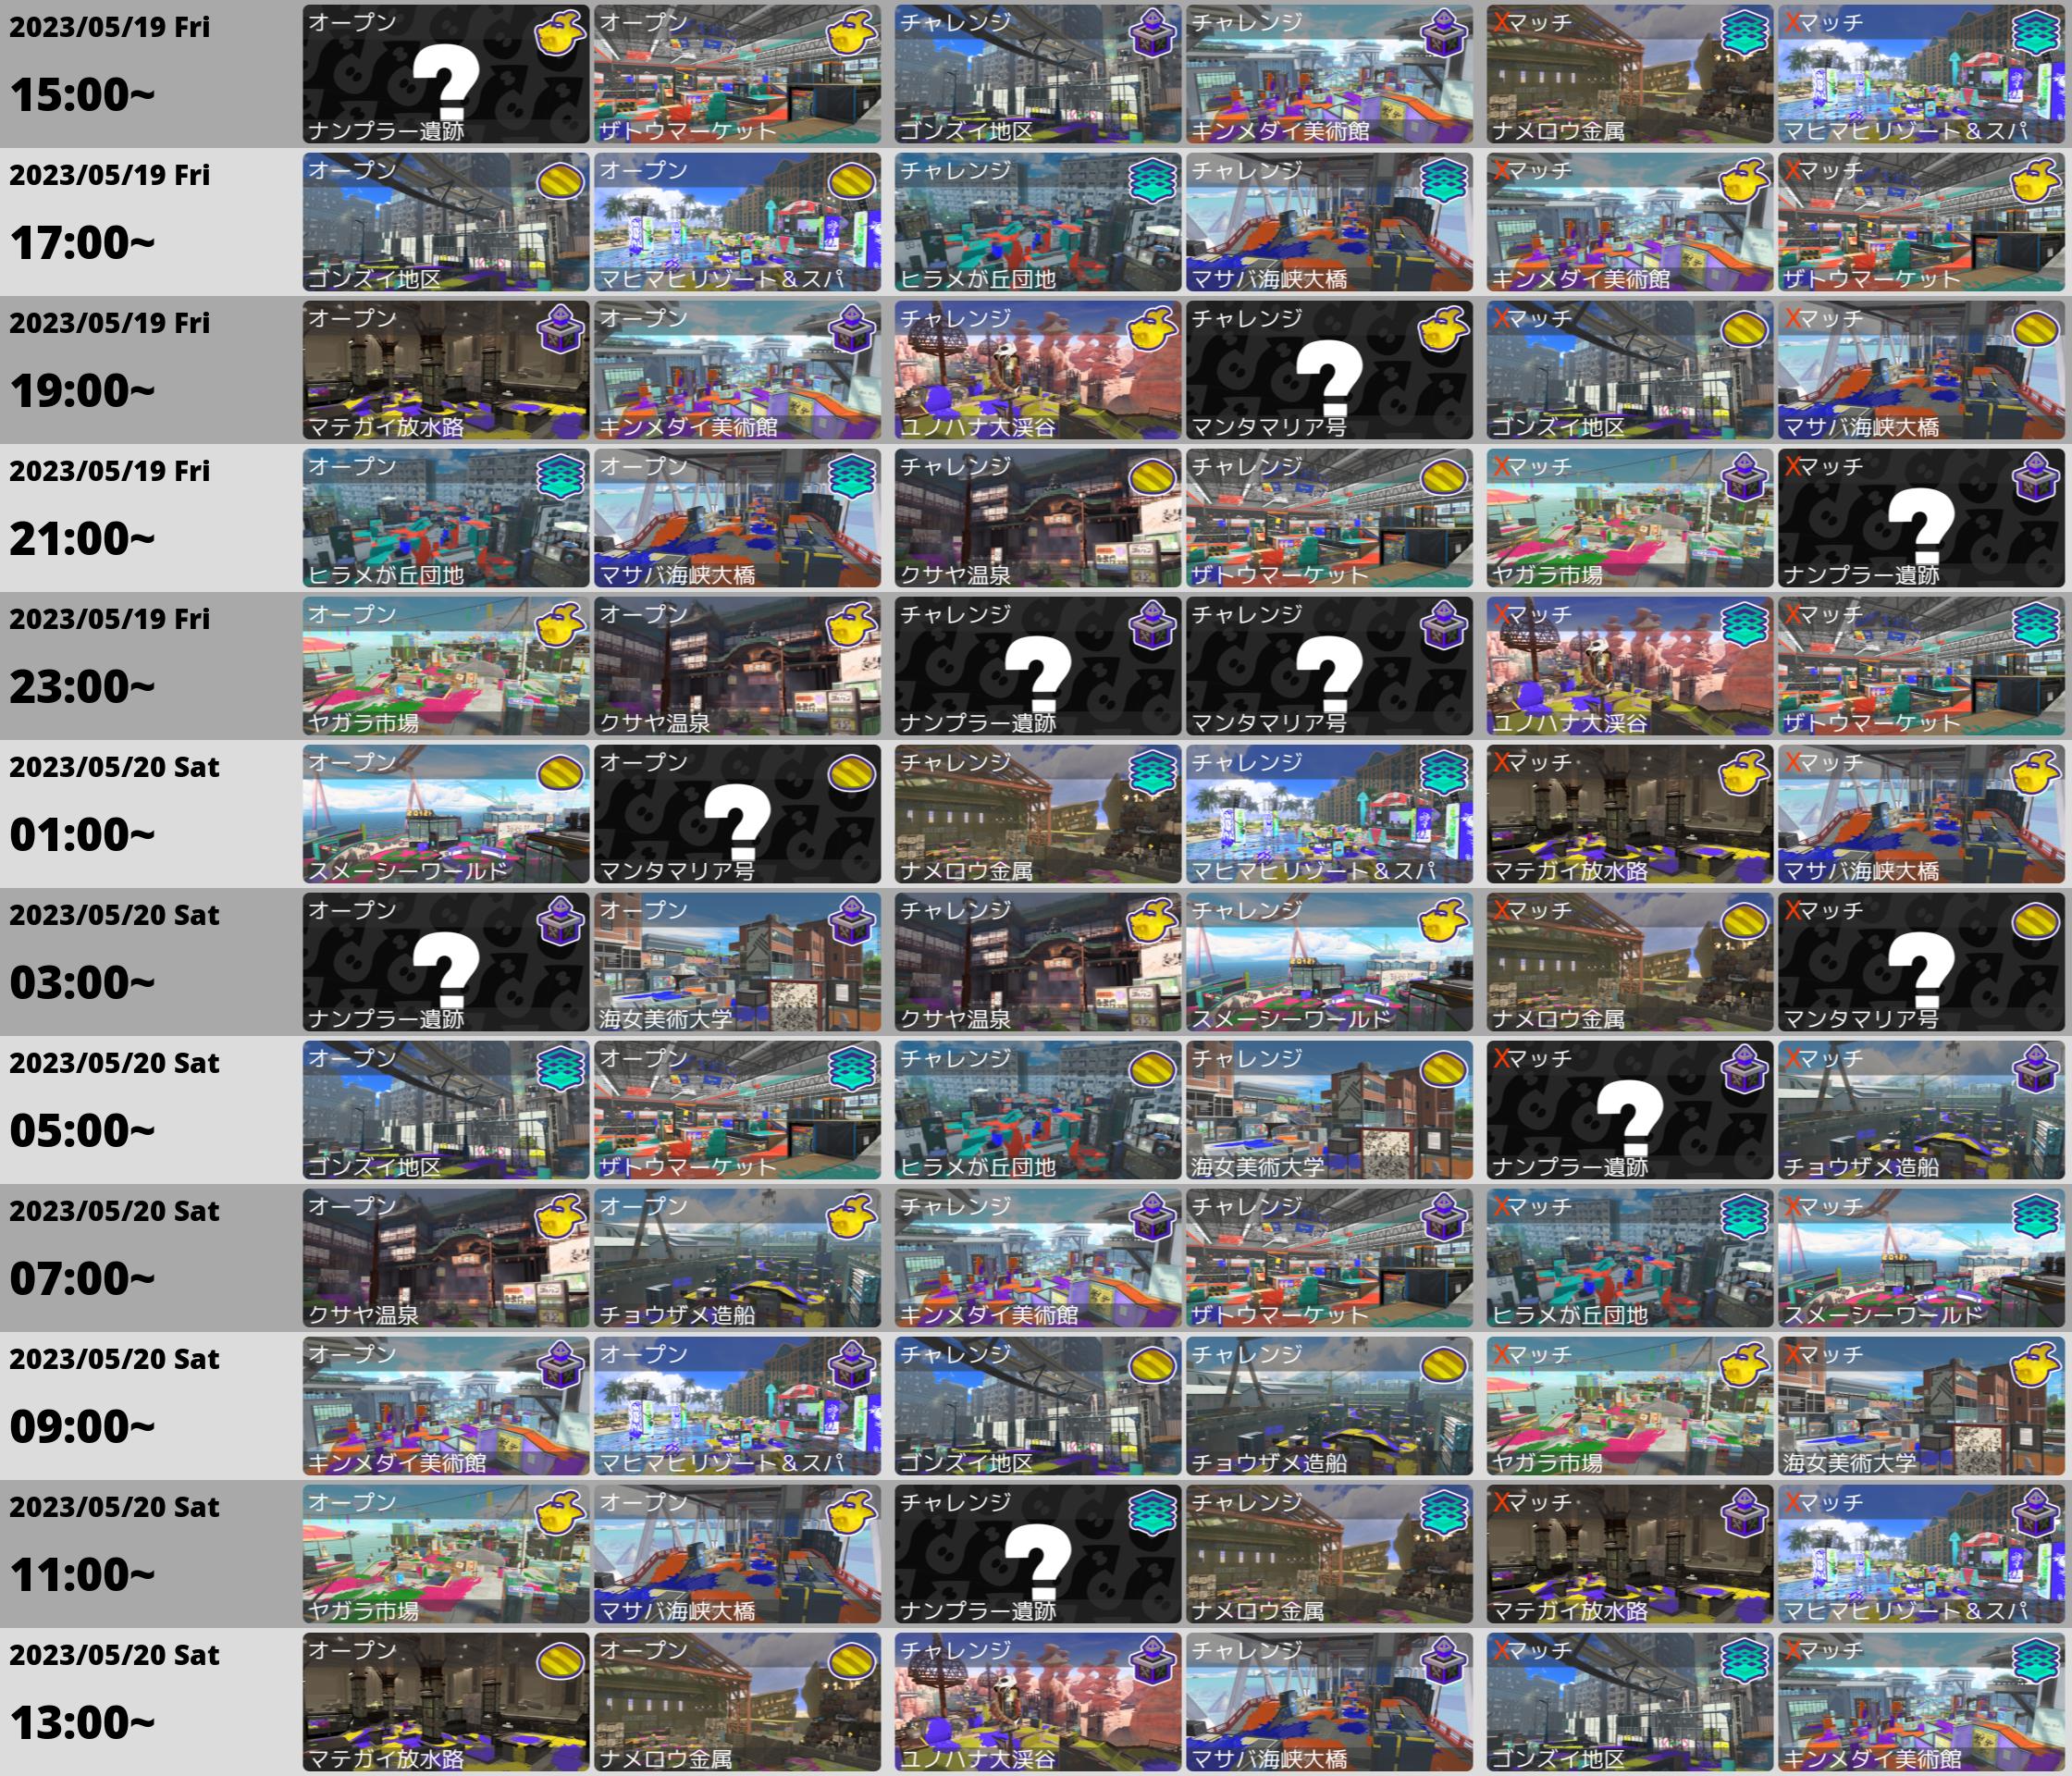 2023/05/19 Fri
15:00~
オープン オープン チャレンジ チャレンジ Xマッチ Xマッチ
ナンプラー遺跡 ザトウマーケット ゴンズイ地区 キンメダイ美術館 ナメロウ金属 マヒマヒリゾート＆スパ
2023/05/19 Fri
17:00~
オープン オープン チャレンジ チャレンジ Xマッチ Xマッチ
ゴンズイ地区 マヒマヒリゾート＆スパ ヒラメが丘団地 マサバ海峡大橋 キンメダイ美術館 ザトウマーケット
2023/05/19 Fri
19:00~
オープン オープン チャレンジ チャレンジ Xマッチ Xマッチ
マテガイ放水路 キンメダイ美術館 ユノハナ大渓谷 マンタマリア号 ゴンズイ地区 マサバ海峡大橋
2023/05/19 Fri
21:00~
オープン オープン チャレンジ チャレンジ Xマッチ Xマッチ
ヒラメが丘団地 マサバ海峡大橋 クサヤ温泉 ザトウマーケット ヤガラ市場 ナンプラー遺跡
2023/05/19 Fri
23:00~
オープン オープン チャレンジ チャレンジ Xマッチ Xマッチ
ヤガラ市場 クサヤ温泉 ナンプラー遺跡 マンタマリア号 ユノハナ大渓谷 ザトウマーケット
2023/05/20 Sat
01:00~
オープン オープン チャレンジ チャレンジ Xマッチ Xマッチ
スメーシーワールド マンタマリア号 ナメロウ金属 マヒマヒリゾート＆スパ マテガイ放水路 マサバ海峡大橋
2023/05/20 Sat
03:00~
オープン オープン チャレンジ チャレンジ Xマッチ Xマッチ
ナンプラー遺跡 海女美術大学 クサヤ温泉 スメーシーワールド ナメロウ金属 マンタマリア号
2023/05/20 Sat
05:00~
オープン オープン チャレンジ チャレンジ Xマッチ Xマッチ
ゴンズイ地区 ザトウマーケット ヒラメが丘団地 海女美術大学 ナンプラー遺跡 チョウザメ造船
2023/05/20 Sat
07:00~
オープン オープン チャレンジ チャレンジ Xマッチ Xマッチ
クサヤ温泉 チョウザメ造船 キンメダイ美術館 ザトウマーケット ヒラメが丘団地 スメーシーワールド
2023/05/20 Sat
09:00~
オープン オープン チャレンジ チャレンジ Xマッチ Xマッチ
キンメダイ美術館 マヒマヒリゾート＆スパ ゴンズイ地区 チョウザメ造船 ヤガラ市場 海女美術大学
2023/05/20 Sat
11:00~
オープン オープン チャレンジ チャレンジ Xマッチ Xマッチ
ヤガラ市場 マサバ海峡大橋 ナンプラー遺跡 ナメロウ金属 マテガイ放水路 マヒマヒリゾート＆スパ
2023/05/20 Sat
13:00~
オープン オープン チャレンジ チャレンジ Xマッチ Xマッチ
マテガイ放水路 ナメロウ金属 ユノハナ大渓谷 マサバ海峡大橋 ゴンズイ地区 キンメダイ美術館